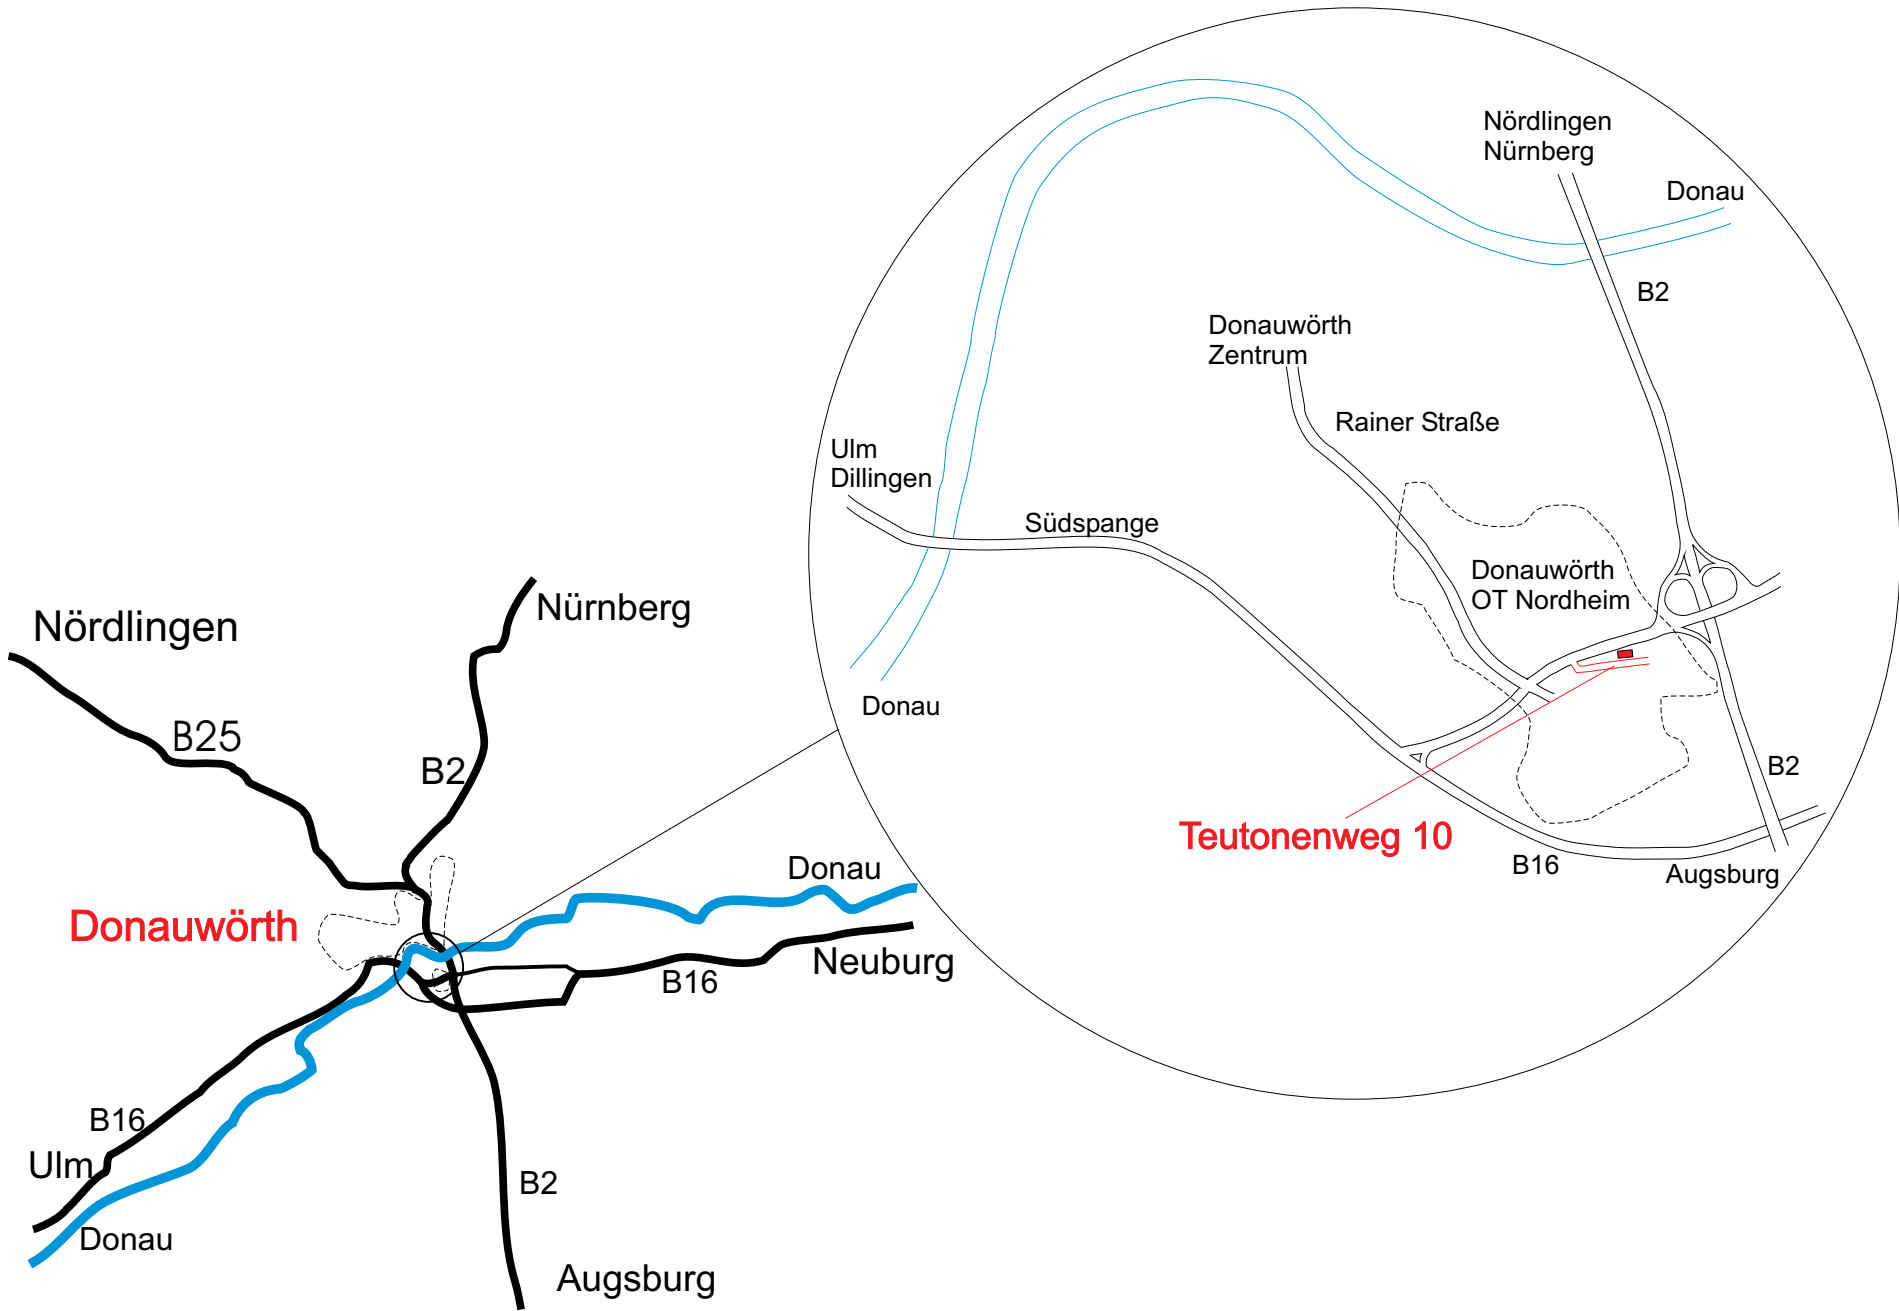 Nördlingen
Nürnberg
B25
B2
Donauwörth
Donau
Neuburg
B16
B16
Ulm
Donau
B2
Augsburg
Nördlingen
Nürnberg
Donau
B2
Donauwörth
Zentrum
Rainer Straße
Ulm
Dillingen
Südspange
Donauwörth
OT Nordheim
Donau
B2
Teutonenweg 10
B16
Augsburg